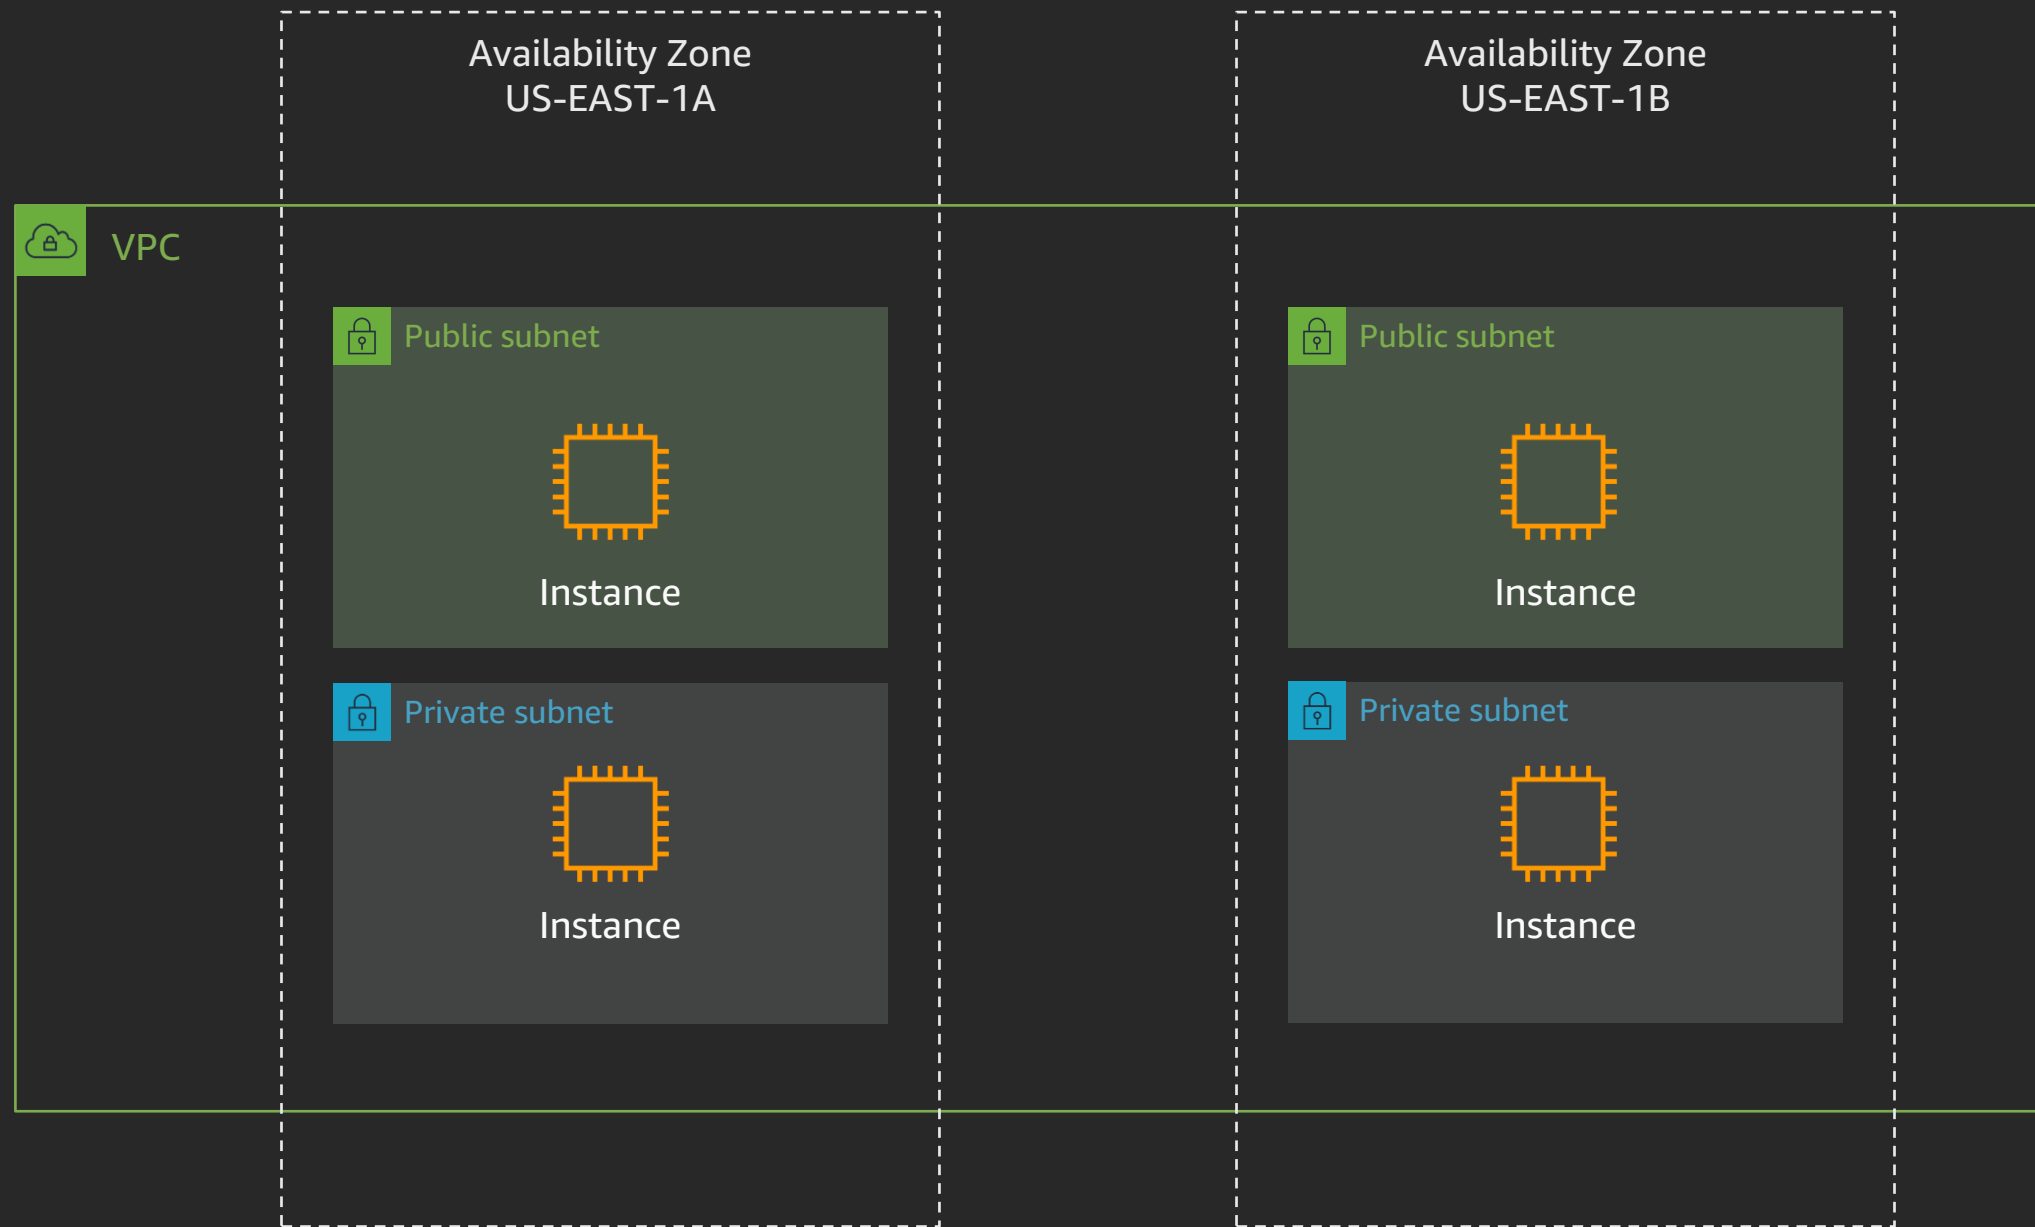 Availability Zone
US-EAST-1A
Availability Zone
US-EAST-1B
VPC
Public subnet
Public subnet
Instance
Instance
Private subnet
Private subnet
Instance
Instance